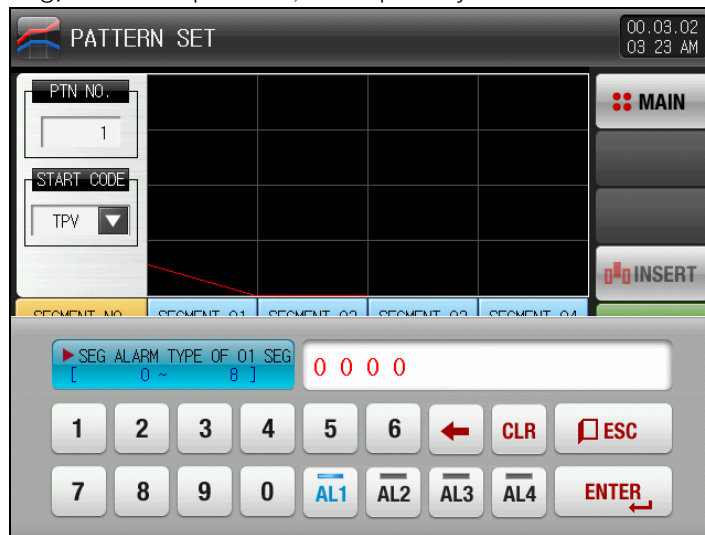 PATTERN SET
00.03.02
03 23 AM
PTN NO.
1
START CODE
TPV
MAIN
INSERT
SEGMENT NO
SEGMENT 01
SEGMENT 02
SEGMENT 03
SEGMENT 04
▶SEG ALARM TYPE OF 01 SEG
[ 0 ~ 8 ]
0 0 0 0
1 2 3 4 5 6 ← CLR ESC
7 8 9 0 AL1 AL2 AL3 AL4 ENTER